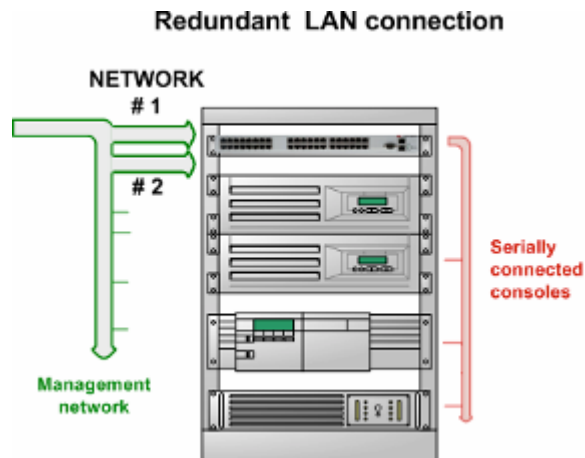 Redundant LAN connection
NETWORK
# 1
# 2
Serially
connected
consoles
Management
network